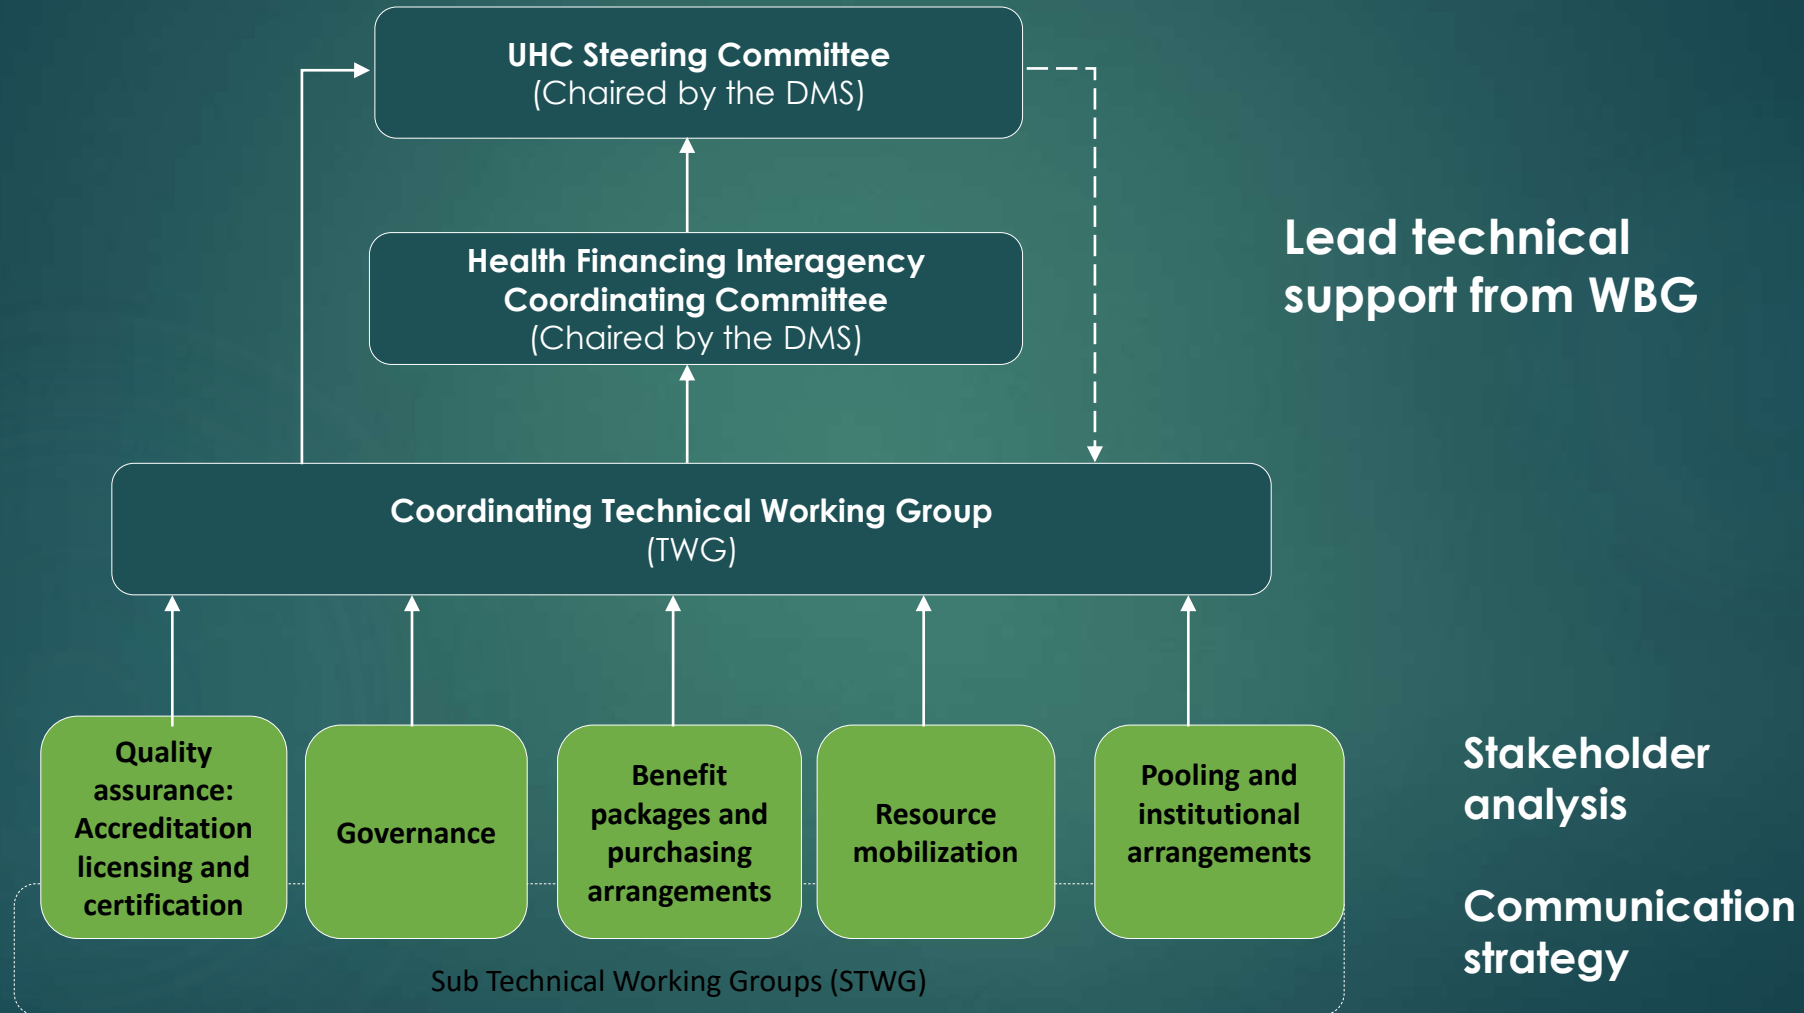 UHC Steering Committee
(Chaired by the DMS)
Health Financing Interagency
Coordinating Committee
(Chaired by the DMS)
Lead technical
support from WBG
Coordinating Technical Working Group
(TWG)
Quality
assurance:
Accreditation
licensing and
certification
Governance
Benefit
packages and
purchasing
arrangements
Resource
mobilization
Pooling and
institutional
arrangements
Stakeholder
analysis
Communication
strategy
Sub Technical Working Groups (STWG)